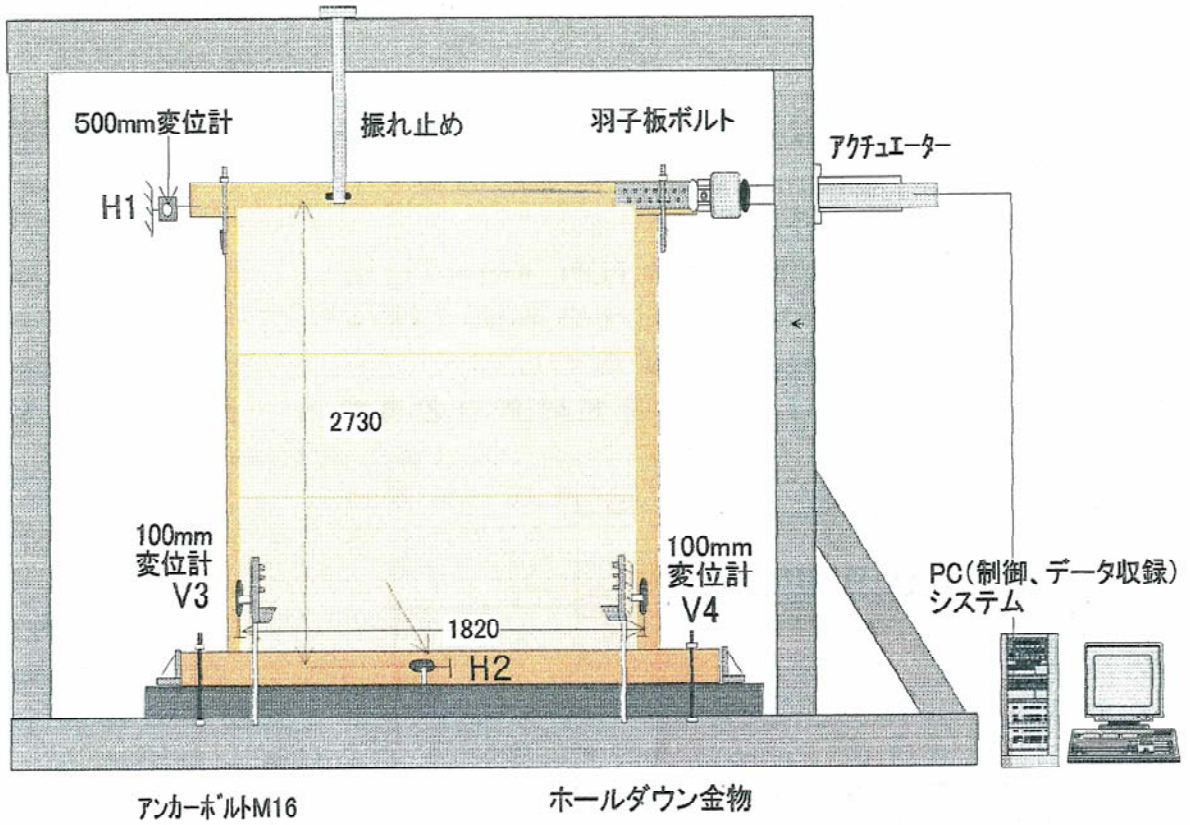 500mm変位計
振れ止め
羽子板ボルト
アクチュエーター
H1
2730
100mm
変位計
V3
100mm
変位計
V4
PC(制御、データ収録)
システム
1820
H2
アンカーボルトM16
ホールダウン金物